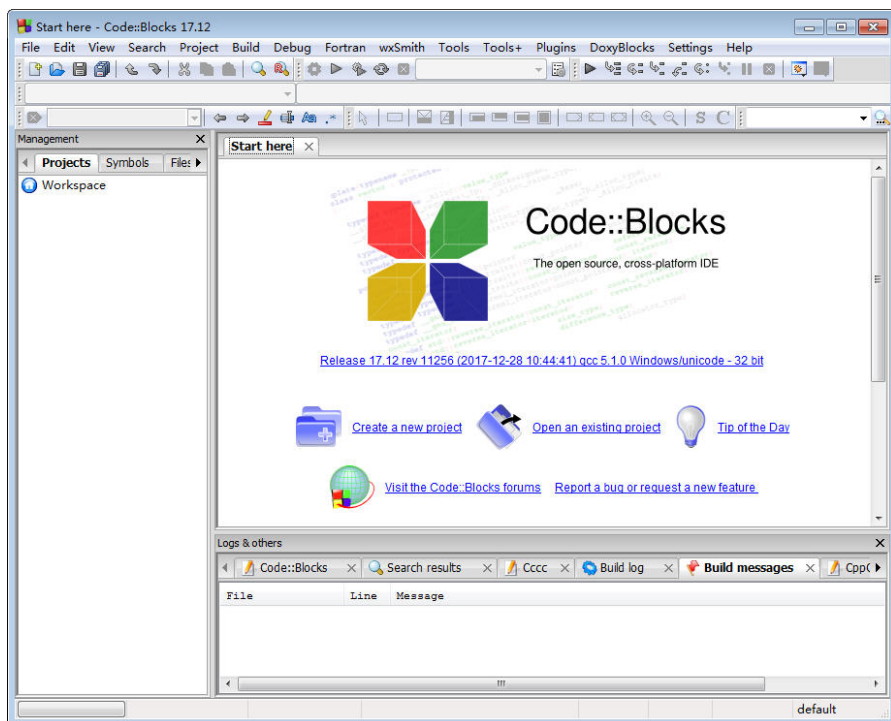 Start here - Code::Blocks 17.12
File Edit View Search Project Build Debug Fortran wxSmith Tools Tools+ Plugins DoxyBlocks Settings Help
S C
Management
Projects Symbols Files
Workspace
Start here
Code::Blocks
The open source, cross-platform IDE
Release 17.12 rev 11256 (2017-12-28 10:44:41) gcc 5.1.0 Windows/unicode - 32 bit
Create a new project Open an existing project Tip of the Day
Visit the Code::Blocks forums Report a bug or request a new feature
Logs & others
Code::Blocks Search results Cccc Build log Build messages
File Line Message
default